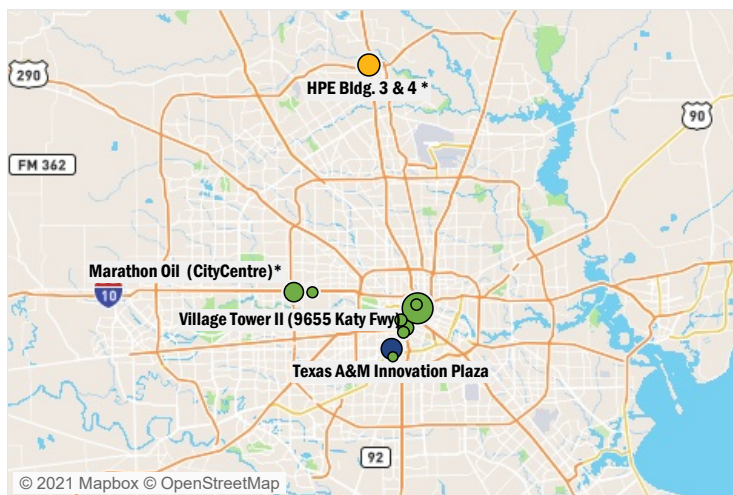 HPE Bldg. 3 & 4 *
290
90
FM 362
Marathon Oil (CityCentre)*
10
Village Tower II (9655 Katy Fwy)
Texas A&M Innovation Plaza
92
© 2021 Mapbox © OpenStreetMap